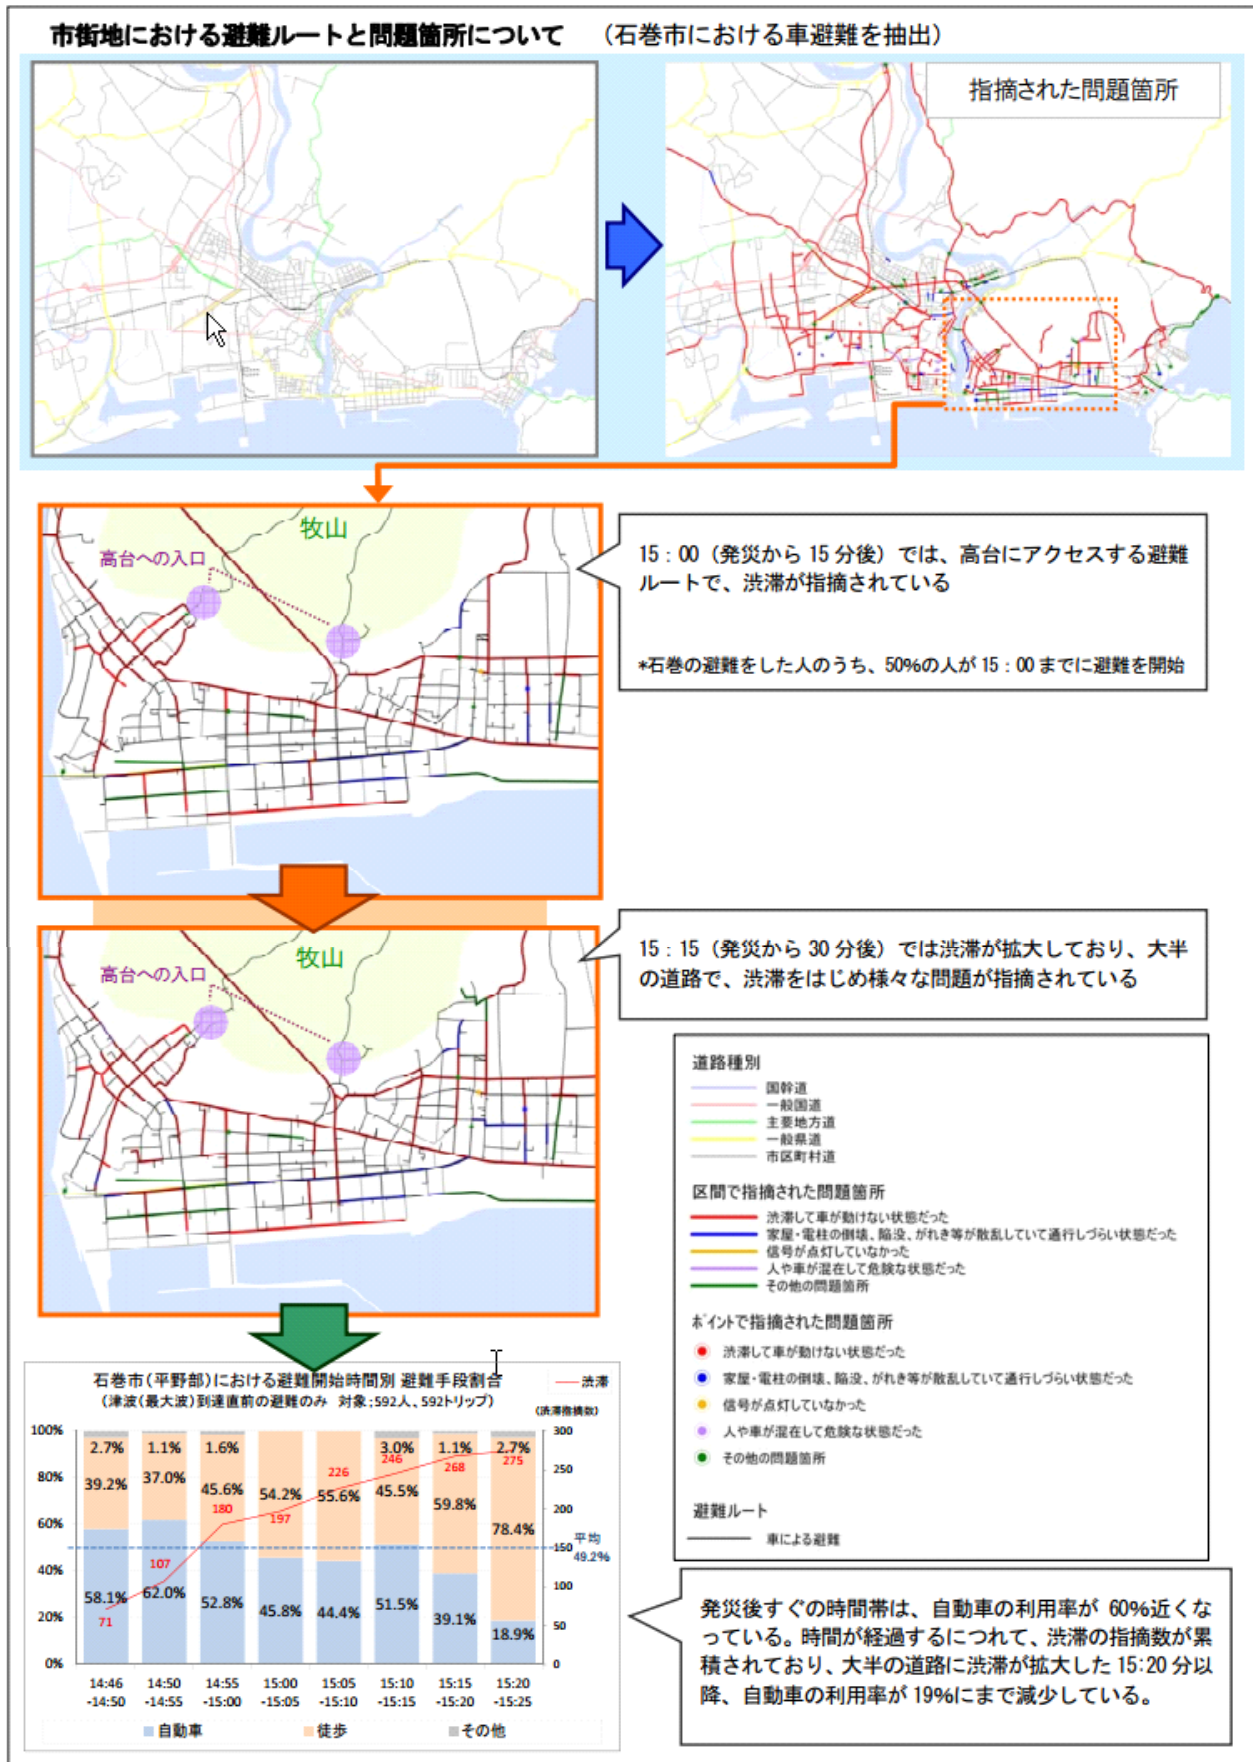 市街地における避難ルートと問題箇所について （石巻市における車避難を抽出）
指摘された問題箇所
牧山
高台への入口
15：00（発災から 15 分後）では、高台にアクセスする避難
ルートで、渋滞が指摘されている
*石巻の避難をした人のうち、50%の人が 15：00 までに避難を開始
牧山
高台への入口
15：15（発災から 30 分後）では渋滞が拡大しており、大半
の道路で、渋滞をはじめ様々な問題が指摘されている
道路種別
国幹道
一般国道
主要地方道
一般県道
市区町村道
区間で指摘された問題箇所
渋滞して車が動けない状態だった
家屋・電柱の倒壊、陥没、がれき等が散乱していて通行しづらい状態だった
信号が点灯していなかった
人や車が混在して危険な状態だった
その他の問題箇所
ポイントで指摘された問題箇所
渋滞して車が動けない状態だった
家屋・電柱の倒壊、陥没、がれき等が散乱していて通行しづらい状態だった
信号が点灯していなかった
人や車が混在して危険な状態だった
その他の問題箇所
避難ルート
車による避難
石巻市（平野部）における避難開始時間別 避難手段割合
（津波（最大波）到達直前の避難のみ 対象；592人、592トリップ）
渋滞
（渋滞指摘数）
100% 300
2.7% 1.1% 1.6% 3.0% 1.1% 2.7%
246 268 275
250
80%
39.2% 37.0% 45.6% 54.2% 55.6% 45.5% 59.8% 78.4%
226
200
180 197
60%
平均
49.2%
150
107
40%
100
58.1% 62.0% 52.8% 45.8% 44.4% 51.5% 39.1% 18.9%
71
20% 50
0% 0
14:46 14:50 14:55 15:00 15:05 15:10 15:15 15:20
-14:50 -14:55 -15:00 -15:05 -15:10 -15:15 -15:20 -15:25
自動車 徒歩 その他
発災後すぐの時間帯は、自動車の利用率が 60%近くな
っている。時間が経過するにつれて、渋滞の指摘数が累
積されており、大半の道路に渋滞が拡大した 15:20 分以
降、自動車の利用率が 19%にまで減少している。